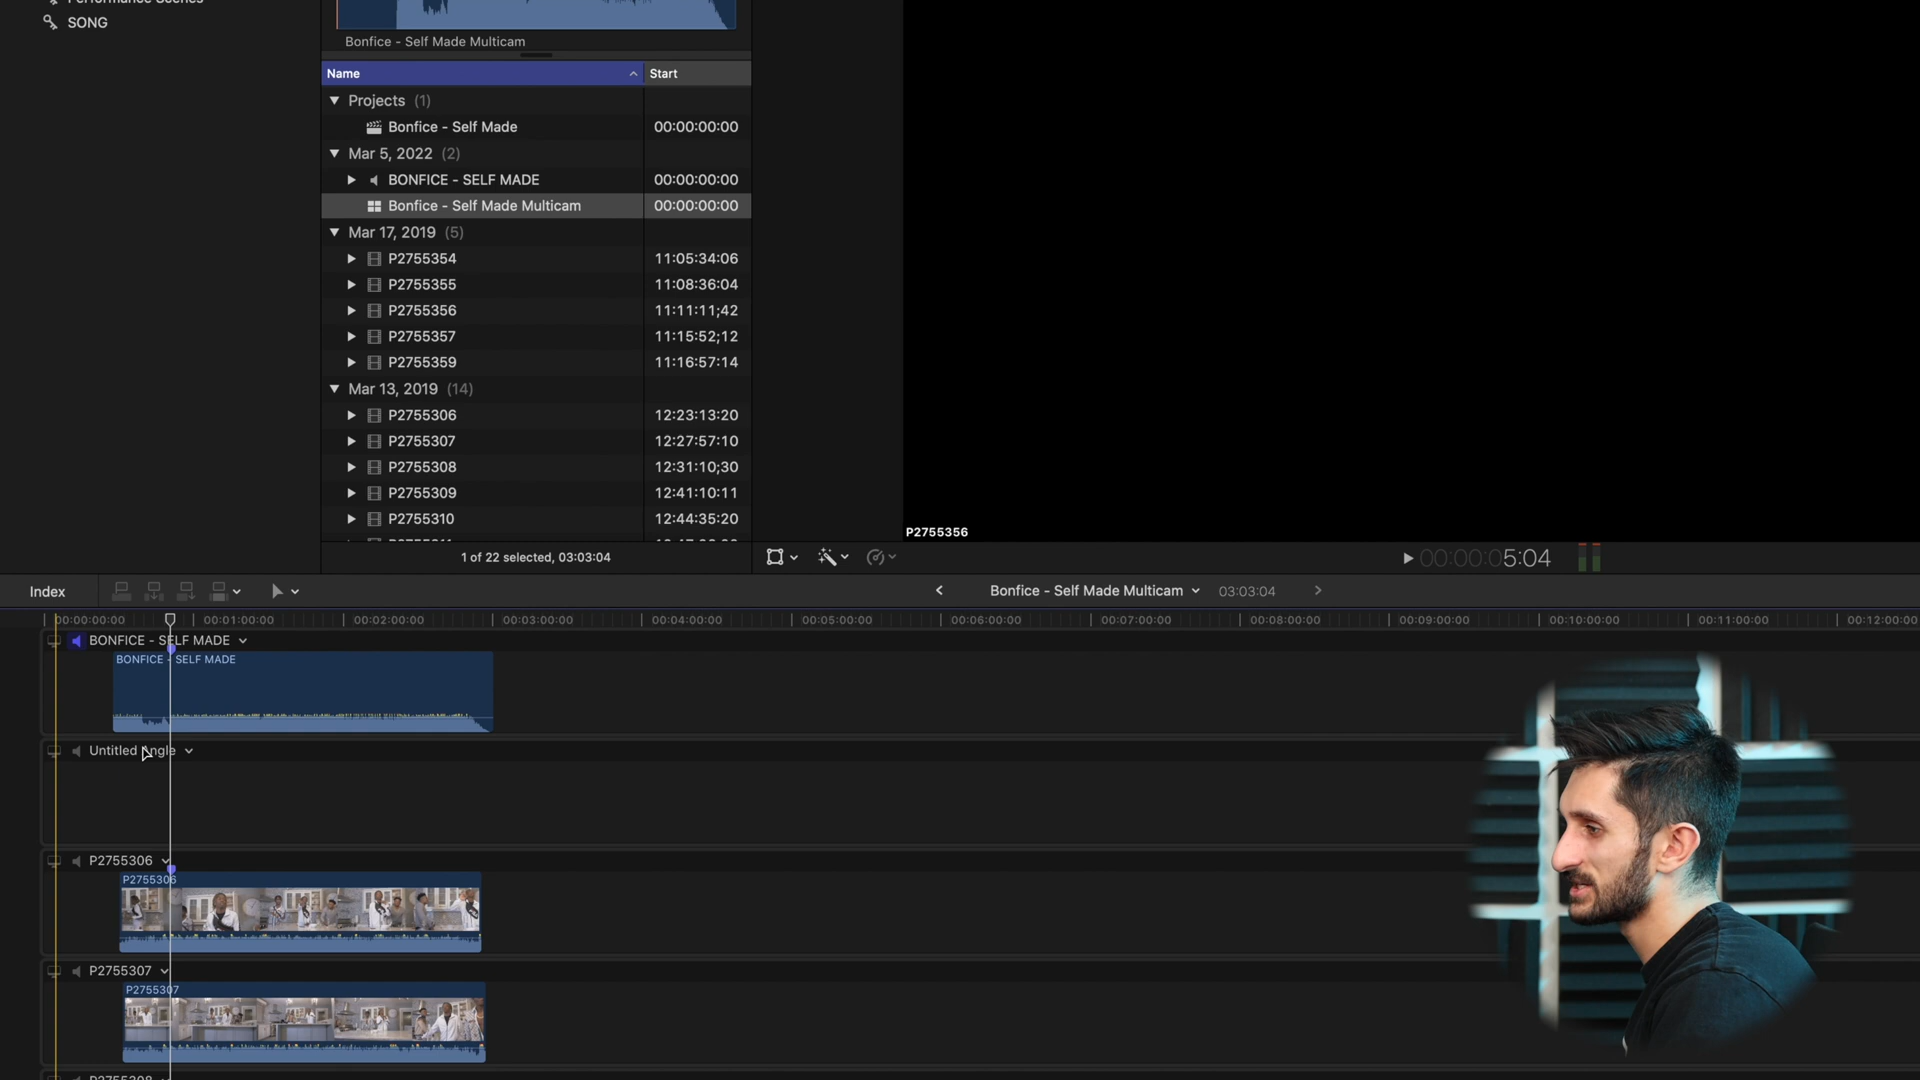 SONG
Bonfice - Self Made Multicam
Name Start
Projects (1)
Bonfice - Self Made 00:00:00:00
Mar 5, 2022 (2)
BONFICE - SELF MADE 00:00:00:00
Bonfice - Self Made Multicam 00:00:00:00
Mar 17, 2019 (5)
P2755354 11:05:34:06
P2755355 11:08:36:04
P2755356 11:11:11;42
P2755357 11:15:52;12
P2755359 11:16:57:14
Mar 13, 2019 (14)
P2755306 12:23:13:20
P2755307 12:27:57:10
P2755308 12:31:10;30
P2755309 12:41:10:11
P2755310 12:44:35:20
P2755356
1 of 22 selected, 03:03:04
00:00:05:04
Index
Bonfice - Self Made Multicam 03:03:04
00:00:00:00 00:01:00:00 00:02:00:00 00:03:00:00 00:04:00:00 00:05:00:00 00:06:00:00 00:07:00:00 00:08:00:00 00:09:00:00 00:10:00:00 00:11:00:00 00:12:00:00
BONFICE - SELF MADE
BONFICE - SELF MADE
Untitled Angle
P2755306
P2755306
P2755307
P2755307